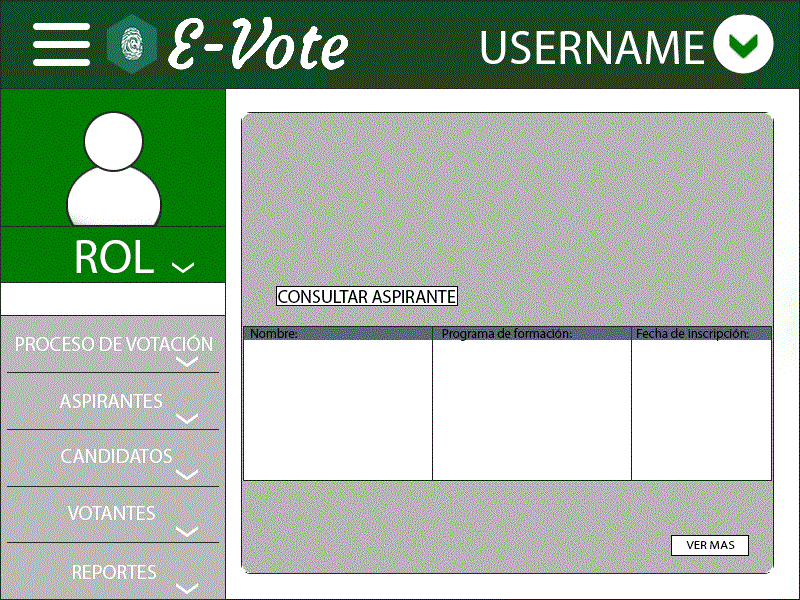 E-Vote
USERNAME
ROL
PROCESO DE VOTACIÓN
ASPIRANTES
CANDIDATOS
VOTANTES
REPORTES
CONSULTAR ASPIRANTE
Nombre: Programa de formación: Fecha de inscripción:
VER MAS